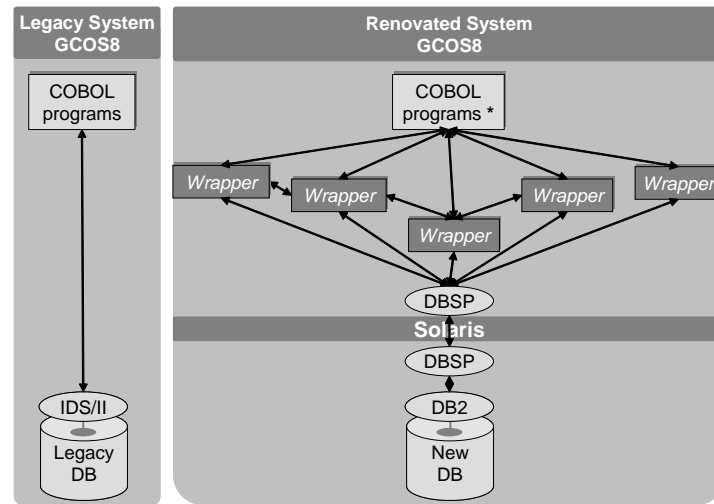 Legacy System
GCOS8
Renovated System
GCOS8
COBOL
programs
COBOL
programs *
Wrapper
Wrapper
Wrapper
Wrapper
Wrapper
DBSP
Solaris
DBSP
IDS/II
DB2
Legacy
DB
New
DB